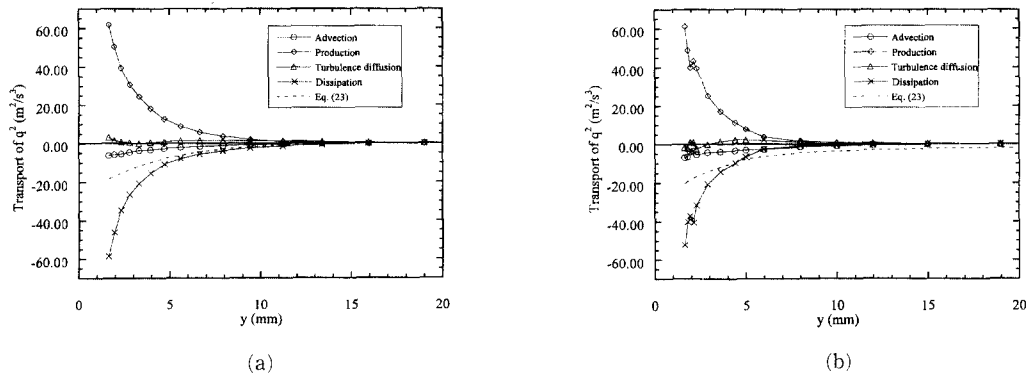 60.00
40.00
20.00
0.00
-20.00
-40.00
-60.00
Transport of q² (m²/s³)
Advection
Production
Turbulence diffusion
Dissipation
Eq. (23)
0 5 10 15 20
y (mm)
(a)
60.00
40.00
20.00
0.00
-20.00
-40.00
-60.00
Transport of q² (m²/s³)
Advection
Production
Turbulence diffusion
Dissipation
Eq. (23)
0 5 10 15 20
y (mm)
(b)